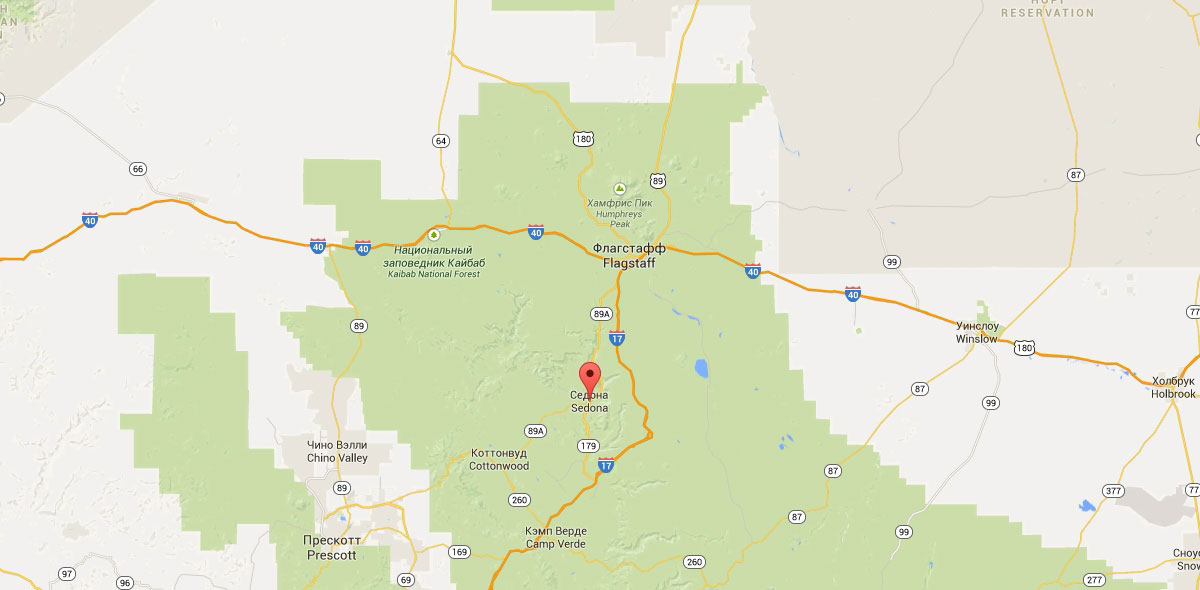 HOPI
RESERVATION
180
64
66
89
87
Хамфрис Пик
Humphreys
Peak
40
40
40
40
Национальный
заповедник Кайбаб
Kaibab National Forest
Флагстафф
Flagstaff
40
99
40
89A
77
89
17
Уинслоу
Winslow
180
Седона
Sedona
87
Холбрук
Holbrook
99
89A
179
Чино Вэлли
Chino Valley
Коттонвуд
Cottonwood
17
87
89
260
377
77
87
Кэмп Верде
Camp Verde
99
Прескотт
Prescott
169
260
97
96
69
277